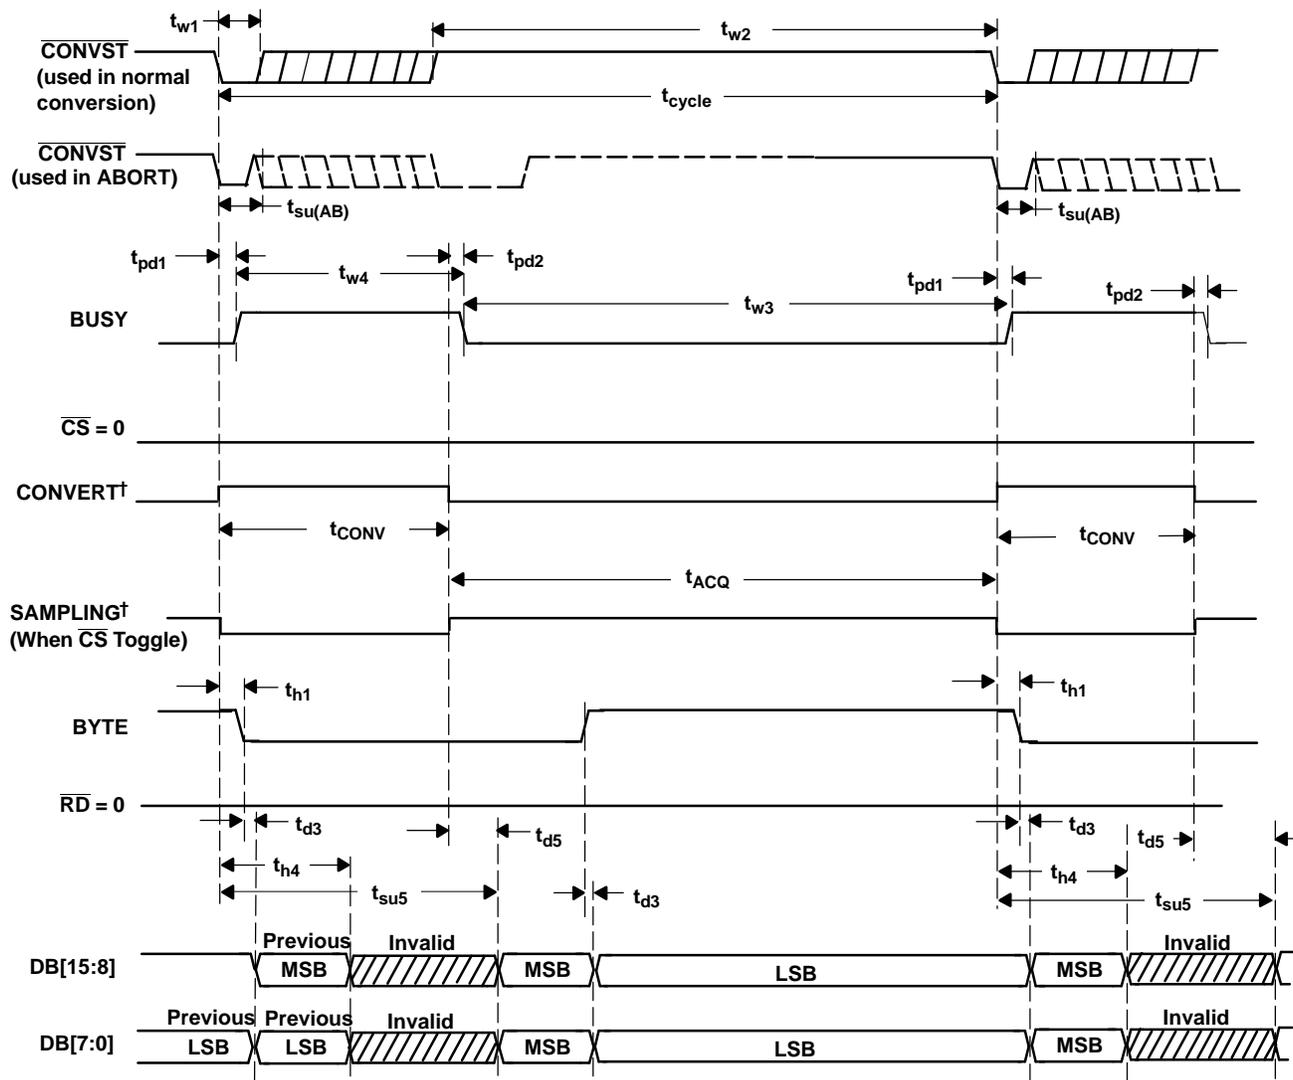 tw1
tw2
CONVST
(used in normal
conversion)
tcycle
CONVST
(used in ABORT)
tsu(AB)
tsu(AB)
tpd1
tw4
tpd2
tw3
tpd1
tpd2
BUSY
CS = 0
CONVERT†
tCONV
tCONV
tACQ
SAMPLING†
(When CS Toggle)
th1
th1
BYTE
RD = 0
td3
td5
td3
td5
th4
th4
tsu5
td3
tsu5
Previous
Invalid
Invalid
DB[15:8]
MSB
MSB
LSB
MSB
Previous
Previous
Invalid
Invalid
DB[7:0]
LSB
LSB
MSB
LSB
MSB